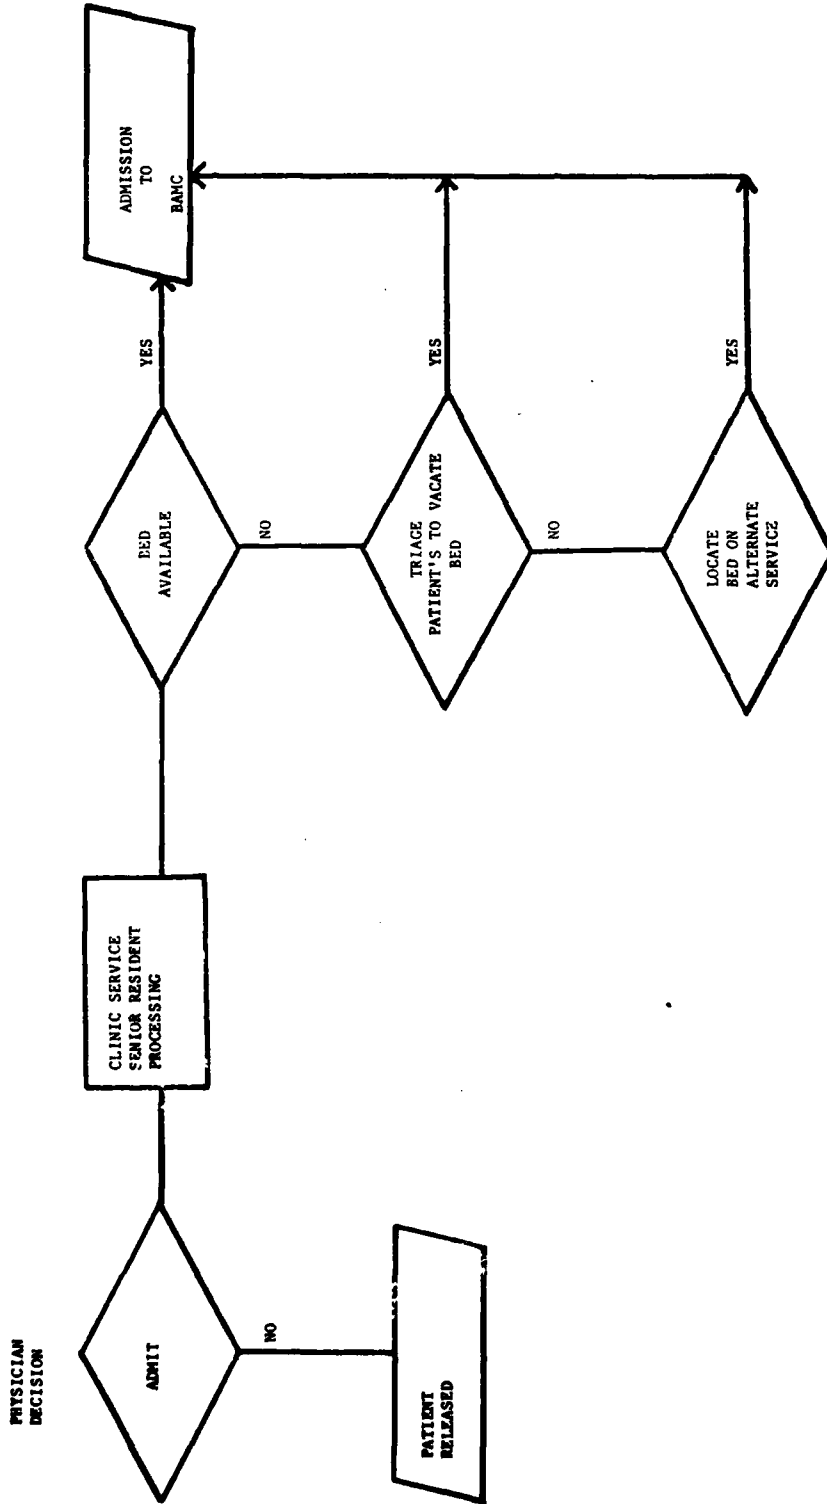 PHYSICIAN
DECISION
ADMIT
NO
PATIENT
RELEASED
CLINIC SERVICE
SENIOR RESIDENT
PROCESSING
BED
AVAILABLE
YES
NO
ADMISSION
TO
BAMC
TRIAGE
PATIENT'S TO VACATE
BED
YES
NO
LOCATE
BED ON
ALTERNATE
SERVICE
YES